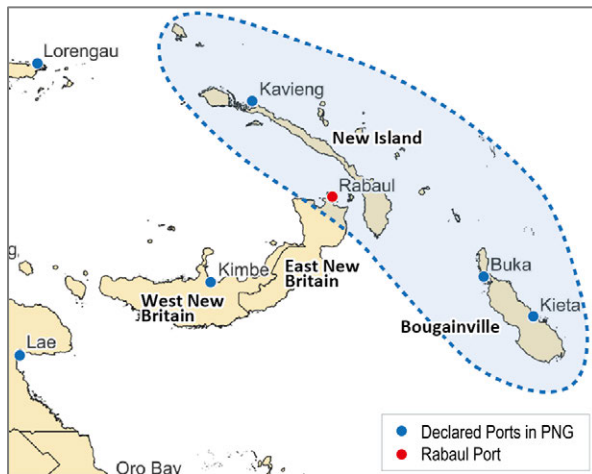 Lorengau
Kavieng
New Island
Rabaul
g,
Kimbe
East New
Britain
West New
Britain
Buka
Kieta
Bougainville
Lae
Oro Bay
Declared Ports in PNG
Rabaul Port